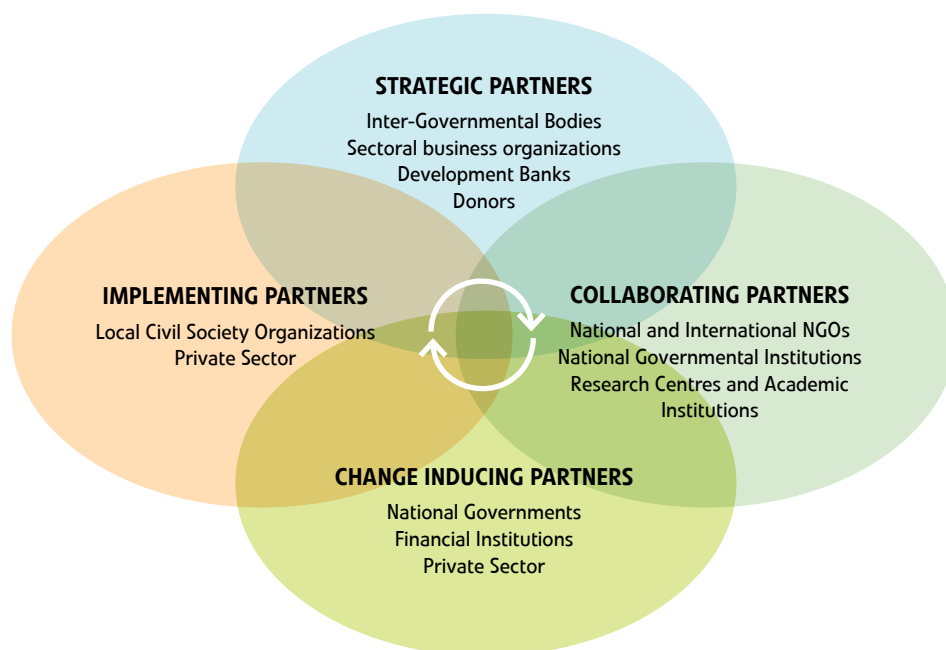 STRATEGIC PARTNERS
Inter-Governmental Bodies
Sectoral business organizations
Development Banks
Donors
IMPLEMENTING PARTNERS
Local Civil Society Organizations
Private Sector
COLLABORATING PARTNERS
National and International NGOs
National Governmental Institutions
Research Centres and Academic
Institutions
CHANGE INDUCING PARTNERS
National Governments
Financial Institutions
Private Sector